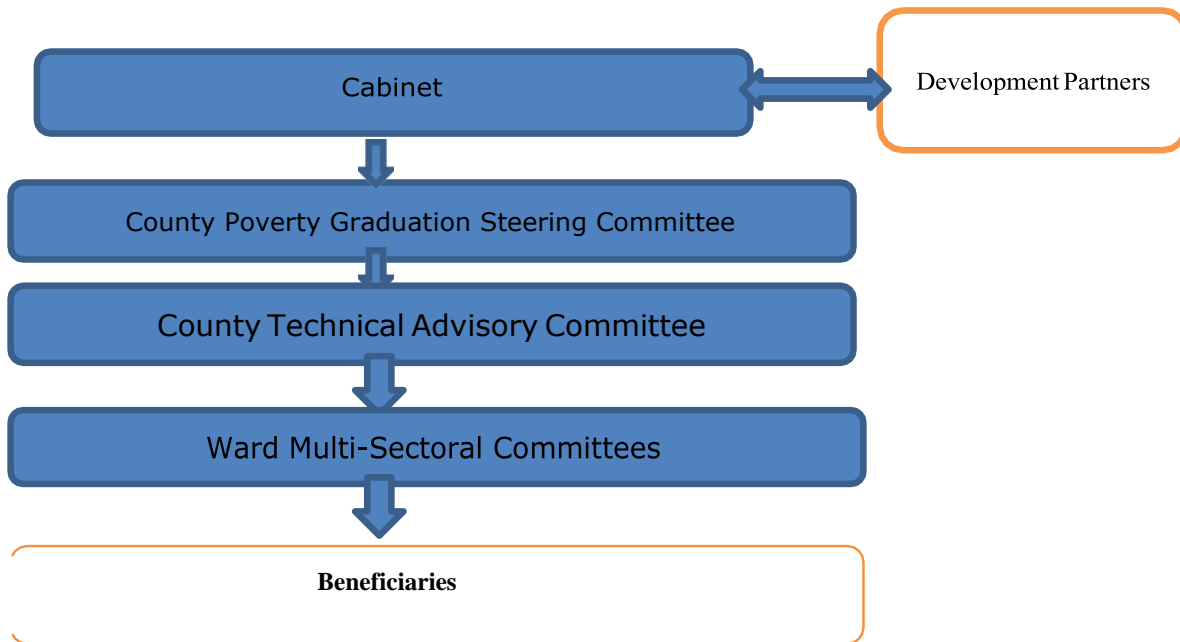 Cabinet
Development Partners
County Poverty Graduation Steering Committee
County Technical Advisory Committee
Ward Multi-Sectoral Committees
Beneficiaries